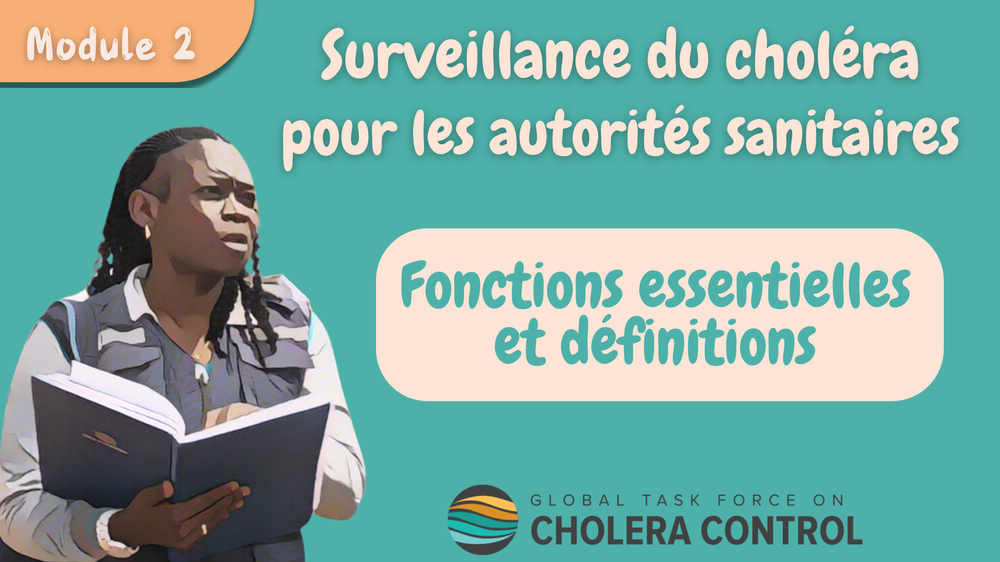 Module 2
Surveillance du choléra
pour les autorités sanitaires
Fonctions essentielles
et définitions
GLOBAL TASK FORCE ON
CHOLERA CONTROL